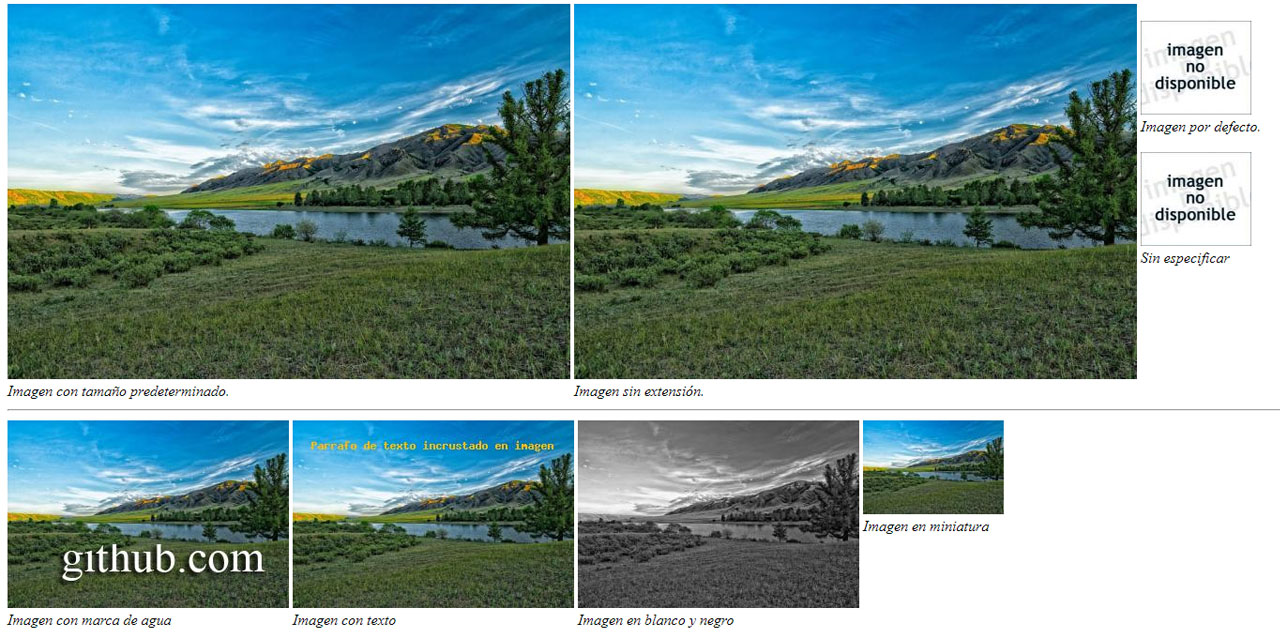 imagen
no
disponible
Imagen por defecto.
imagen
no
disponible
Sin especificar
Imagen con tamaño predeterminado.
Imagen sin extensión.
github.com
Parrafo de texto incrustado en imagen
Imagen con marca de agua
Imagen con texto
Imagen en blanco y negro
Imagen en miniatura